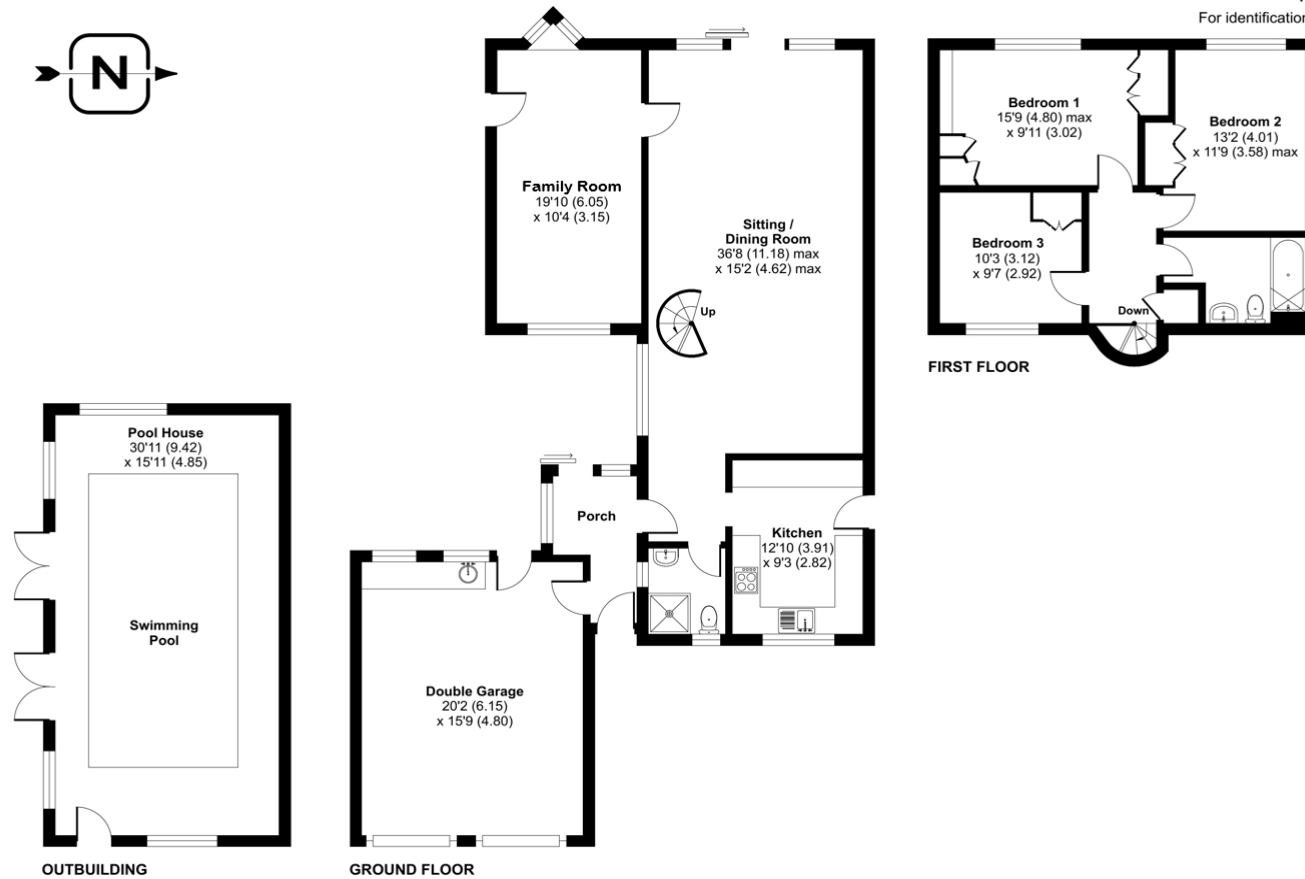 For identification
N
Family Room
19'10 (6.05)
x 10'4 (3.15)
Sitting /
Dining Room
36'8 (11.18) max
x 15'2 (4.62) max
Up
Bedroom 1
15'9 (4.80) max
x 9'11 (3.02)
Bedroom 2
13'2 (4.01)
x 11'9 (3.58) max
Bedroom 3
10'3 (3.12)
x 9'7 (2.92)
Down
FIRST FLOOR
Pool House
30'11 (9.42)
x 15'11 (4.85)
Swimming
Pool
Porch
Kitchen
12'10 (3.91)
x 9'3 (2.82)
Double Garage
20'2 (6.15)
x 15'9 (4.80)
OUTBUILDING
GROUND FLOOR